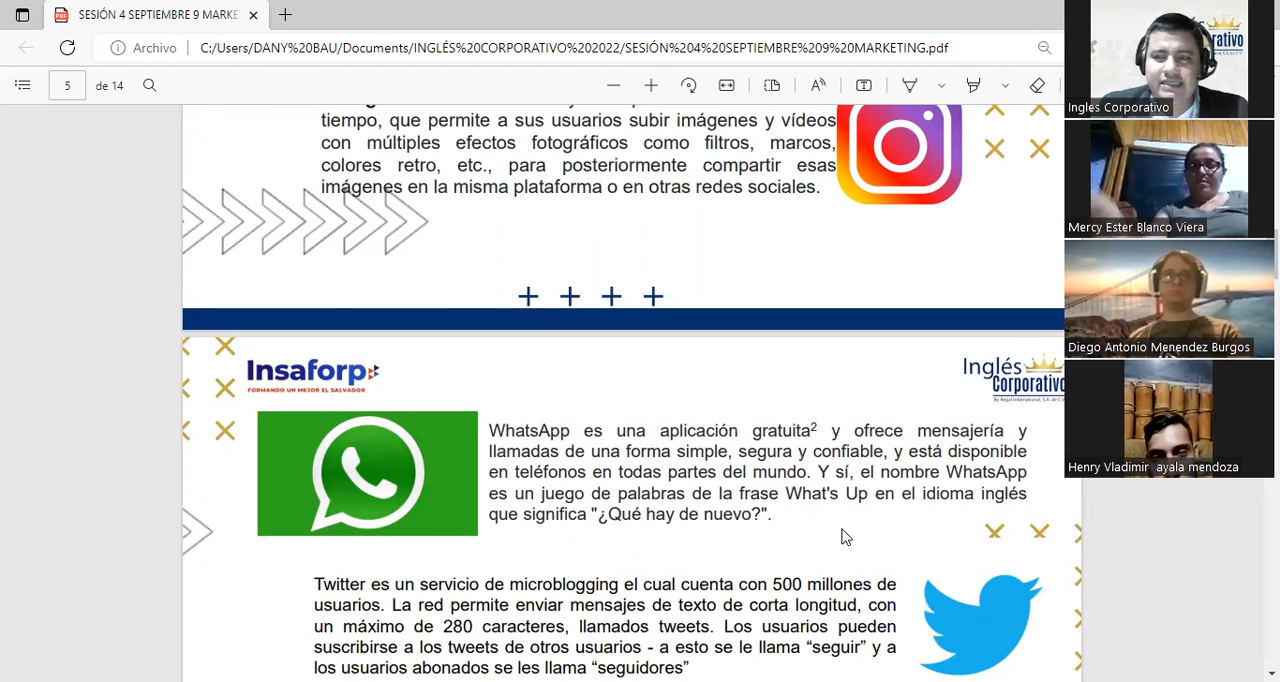 SESIÓN 4 SEPTIEMBRE 9 MARKE
Archivo
C:/Users/DANY%20BAU/Documents/INGLÉS%20CORPORATIVO%202022/SESIÓN%204%20SEPTIEMBRE%209%20MARKETING.pdf
5
de 14
tiempo, que permite a sus usuarios subir imágenes y vídeos
con múltiples efectos fotográficos como filtros, marcos,
colores retro, etc., para posteriormente compartir esas
imágenes en la misma plataforma o en otras redes sociales.
Insaforp
FORMANDO UN MEJOR EL SALVADOR
Inglés
Corporativo
By Regal International, S.A. de C.V.
WhatsApp es una aplicación gratuita² y ofrece mensajería y
llamadas de una forma simple, segura y confiable, y está disponible
en teléfonos en todas partes del mundo. Y sí, el nombre WhatsApp
es un juego de palabras de la frase What's Up en el idioma inglés
que significa "¿Qué hay de nuevo?".
Twitter es un servicio de microblogging el cual cuenta con 500 millones de
usuarios. La red permite enviar mensajes de texto de corta longitud, con
un máximo de 280 caracteres, llamados tweets. Los usuarios pueden
suscribirse a los tweets de otros usuarios - a esto se le llama “seguir” y a
los usuarios abonados se les llama “seguidores”
Ingles Corporativo
Mercy Ester Blanco Viera
Diego Antonio Menendez Burgos
Henry Vladimir ayala mendoza